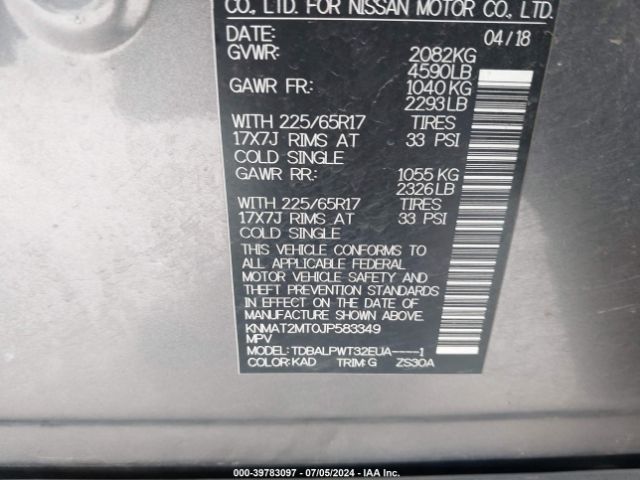 CO., LTD. FOR NISSAN MOTOR CO., LTD.
DATE: 04/18
GVWR: 2082KG
4590LB
GAWR FR: 1040KG
2293LB
WITH 225/65R17 TIRES
17X7J RIMS AT 33 PSI
COLD SINGLE
GAWR RR: 1055KG
2326LB
WITH 225/65R17 TIRES
17X7J RIMS AT 33 PSI
COLD SINGLE
THIS VEHICLE CONFORMS TO
ALL APPLICABLE FEDERAL
MOTOR VEHICLE SAFETY AND
THEFT PREVENTION STANDARDS
IN EFFECT ON THE DATE OF
MANUFACTURE SHOWN ABOVE.
KNMAT2MT0JP583349
MPV
MODEL:TDBALPWT32EUA----1
COLOR:KAD TRIM:G ZS30A
© IAA-39783097 - 07/05/2024 - IAAI.COM